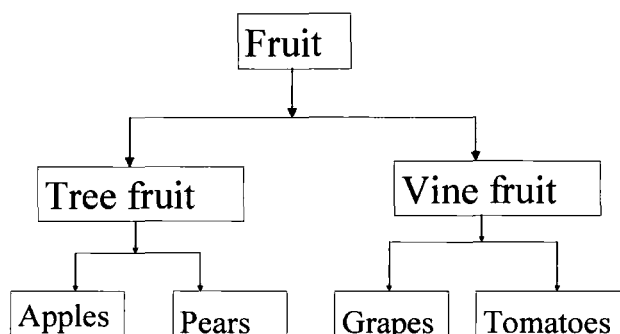 Fruit
Tree fruit
Vine fruit
Apples
Pears
Grapes
Tomatoes